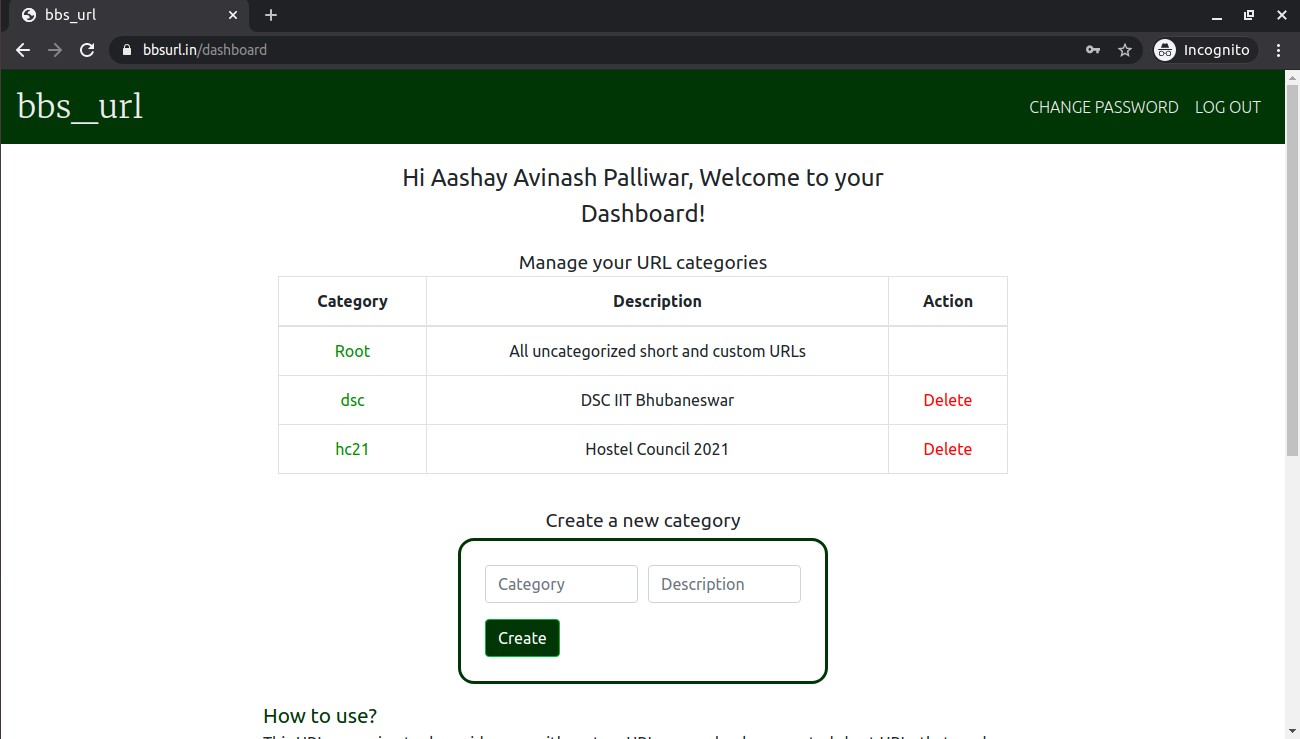 bbs_url
bbsurl.in/dashboard
Incognito
bbs_url
CHANGE PASSWORD LOG OUT
Hi Aashay Avinash Palliwar, Welcome to your
Dashboard!
Manage your URL categories
Category Description Action
Root All uncategorized short and custom URLs
dsc DSC IIT Bhubaneswar Delete
hc21 Hostel Council 2021 Delete
Create a new category
Category Description
Create
How to use?